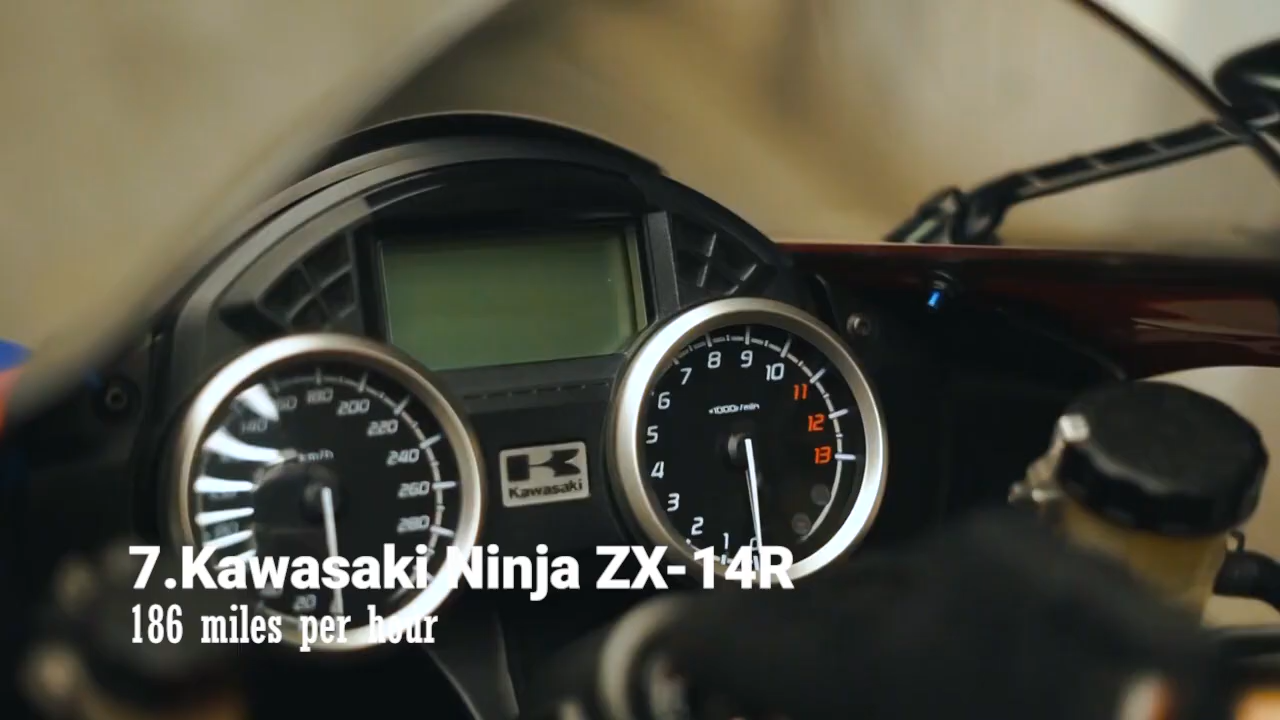 7 8 9 10 11 12 13
6 5 4 3 2 1
x1000r/min
140 160 180 200 220 240 260 280
km/h
20
Kawasaki
7.Kawasaki Ninja ZX-14R
186 miles per hour